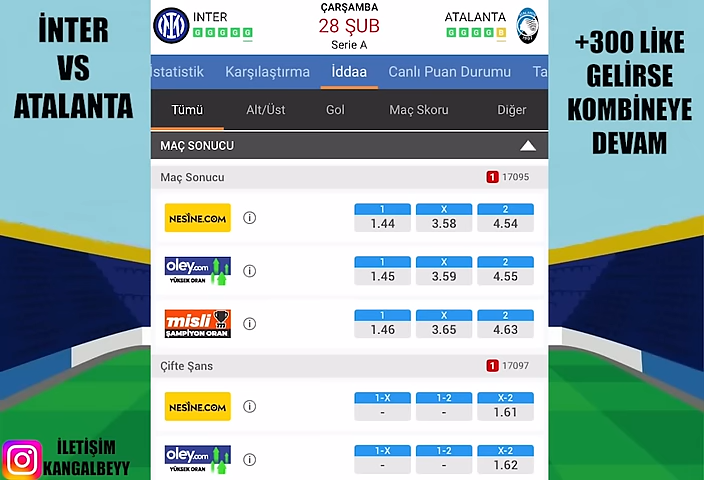 İNTER
VS
ATALANTA
INTER
G G G G G
ÇARŞAMBA
28 ŞUB
Serie A
ATALANTA
G G G G B
+300 LİKE
GELİRSE
KOMBİNEYE
DEVAM
İstatistik Karşılaştırma İddaa Canlı Puan Durumu Ta
Tümü Alt/Üst Gol Maç Skoru Diğer
MAÇ SONUCU
Maç Sonucu 1 17095
NESİNE.COM i 1 X 2
1.44 3.58 4.54
oley.com i 1 X 2
YÜKSEK ORAN 1.45 3.59 4.55
misli i 1 X 2
ŞAMPİYON ORAN 1.46 3.65 4.63
Çifte Şans 1 17097
NESİNE.COM i 1-X 1-2 X-2
- - 1.61
oley.com i 1-X 1-2 X-2
YÜKSEK ORAN - - 1.62
İLETİŞİM
KANGALBEYY